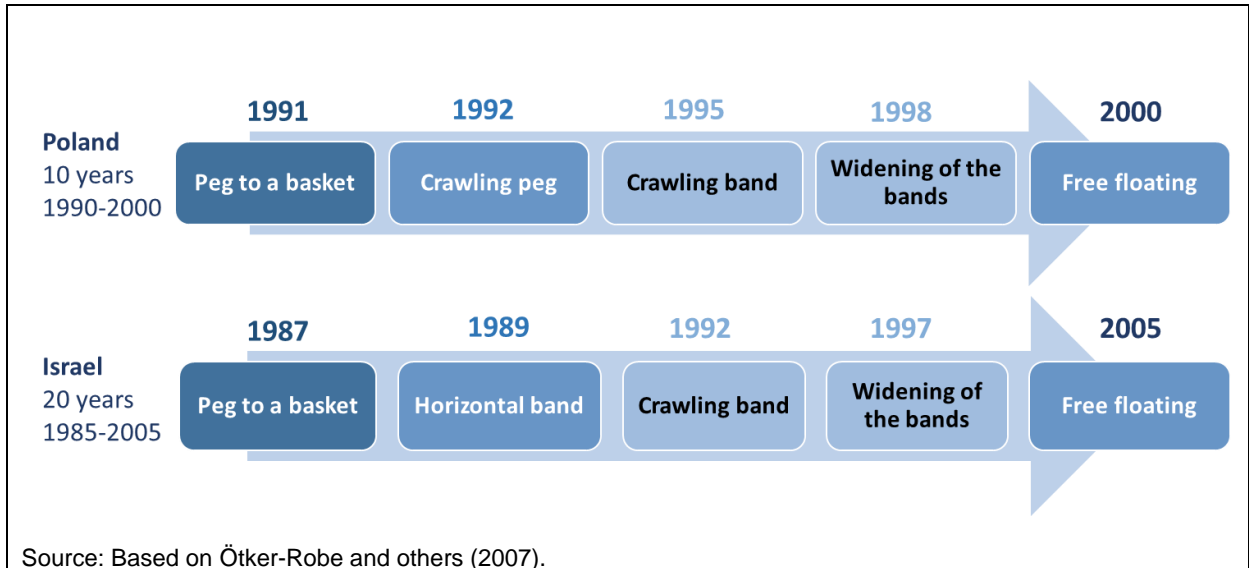 1991
1992
1995
1998
2000
Poland
10 years
1990-2000
Peg to a basket
Crawling peg
Crawling band
Widening of the
bands
Free floating
1987
1989
1992
1997
2005
Israel
20 years
1985-2005
Peg to a basket
Horizontal band
Crawling band
Widening of
the bands
Free floating
Source: Based on Ötker-Robe and others (2007).